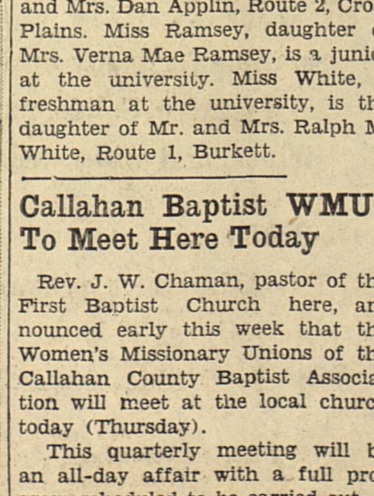 and Mrs. Dan Applin, Route 2, Cro
Plains. Miss Ramsey, daughter
Mrs. Verna Mae Ramsey, is a junio
at the university. Miss White,
freshman at the university, is th
daughter of Mr. and Mrs. Ralph M
White, Route 1, Burkett.
Callahan Baptist WMU
To Meet Here Today
Rev. J. W. Chaman, pastor of th
First Baptist Church here, an
nounced early this week that th
Women's Missionary Unions of th
Callahan County Baptist Associa
tion will meet at the local churc
today (Thursday).
This quarterly meeting will b
an all-day affair with a full pro